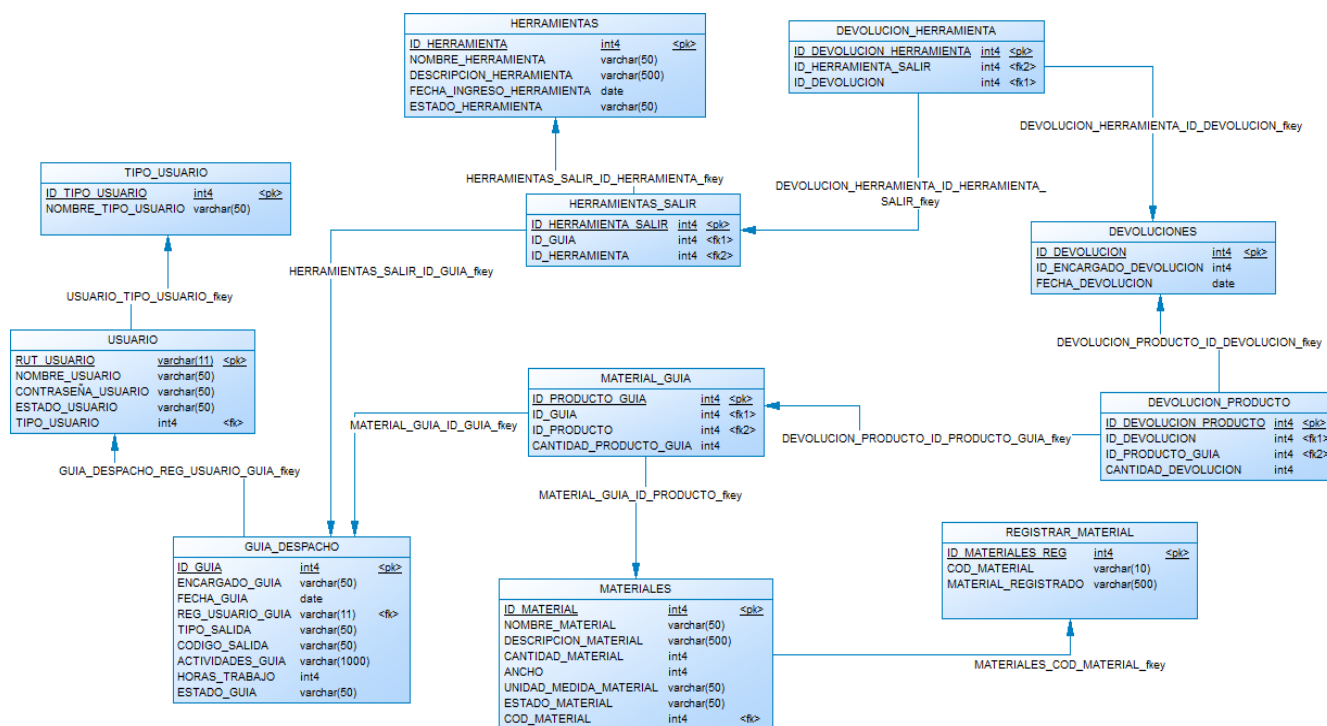 HERRAMIENTAS
ID_HERRAMIENTA int4 <pk>
NOMBRE_HERRAMIENTA varchar(50)
DESCRIPCION_HERRAMIENTA varchar(500)
FECHA_INGRESO_HERRAMIENTA date
ESTADO_HERRAMIENTA varchar(50)
DEVOLUCION_HERRAMIENTA
ID_DEVOLUCION_HERRAMIENTA int4 <pk>
ID_HERRAMIENTA_SALIR int4 <fk2>
ID_DEVOLUCION int4 <fk1>
DEVOLUCION_HERRAMIENTA_ID_DEVOLUCION_fkey
TIPO_USUARIO
ID_TIPO_USUARIO int4 <pk>
NOMBRE_TIPO_USUARIO varchar(50)
HERRAMIENTAS_SALIR_ID_HERRAMIENTA_fkey
DEVOLUCION_HERRAMIENTA_ID_HERRAMIENTA_
SALIR_fkey
HERRAMIENTAS_SALIR
ID_HERRAMIENTA_SALIR int4 <pk>
ID_GUIA int4 <fk1>
ID_HERRAMIENTA int4 <fk2>
DEVOLUCIONES
ID_DEVOLUCION int4 <pk>
ID_ENCARGADO_DEVOLUCION int4
FECHA_DEVOLUCION date
HERRAMIENTAS_SALIR_ID_GUIA_fkey
USUARIO_TIPO_USUARIO_fkey
USUARIO
RUT_USUARIO varchar(11) <pk>
NOMBRE_USUARIO varchar(50)
CONTRASEÑA_USUARIO varchar(50)
ESTADO_USUARIO varchar(50)
TIPO_USUARIO int4 <fk>
DEVOLUCION_PRODUCTO_ID_DEVOLUCION_fkey
MATERIAL_GUIA
ID_PRODUCTO_GUIA int4 <pk>
ID_GUIA int4 <fk1>
ID_PRODUCTO int4 <fk2>
CANTIDAD_PRODUCTO_GUIA int4
DEVOLUCION_PRODUCTO
ID_DEVOLUCION_PRODUCTO int4 <pk>
ID_DEVOLUCION int4 <fk1>
ID_PRODUCTO_GUIA int4 <fk2>
CANTIDAD_DEVOLUCION int4
MATERIAL_GUIA_ID_GUIA_fkey
DEVOLUCION_PRODUCTO_ID_PRODUCTO_GUIA_fkey
GUIA_DESPACHO_REG_USUARIO_GUIA_fkey
MATERIAL_GUIA_ID_PRODUCTO_fkey
GUIA_DESPACHO
ID_GUIA int4 <pk>
ENCARGADO_GUIA varchar(50)
FECHA_GUIA date
REG_USUARIO_GUIA varchar(11) <fk>
TIPO_SALIDA varchar(50)
CODIGO_SALIDA varchar(50)
ACTIVIDADES_GUIA varchar(1000)
HORAS_TRABAJO int4
ESTADO_GUIA varchar(50)
REGISTRAR_MATERIAL
ID_MATERIALES_REG int4 <pk>
COD_MATERIAL varchar(10)
MATERIAL_REGISTRADO varchar(500)
MATERIALES
ID_MATERIAL int4 <pk>
NOMBRE_MATERIAL varchar(50)
DESCRIPCION_MATERIAL varchar(500)
CANTIDAD_MATERIAL int4
ANCHO int4
UNIDAD_MEDIDA_MATERIAL varchar(50)
ESTADO_MATERIAL varchar(50)
COD_MATERIAL int4 <fk>
MATERIALES_COD_MATERIAL_fkey